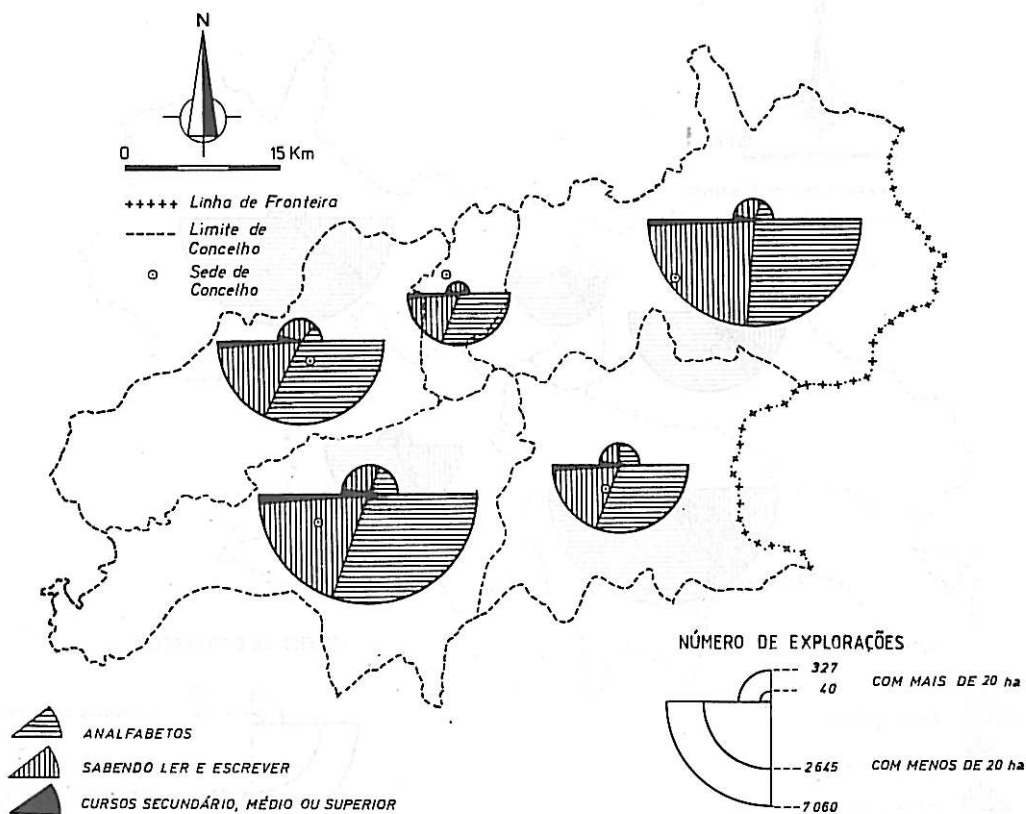 N
0 15 Km
+++++ Linha de Fronteira
------ Limite de
Concelho
Sede de
Concelho
NÚMERO DE EXPLORAÇÕES
327
40
COM MAIS DE 20 ha
2645
COM MENOS DE 20 ha
7060
ANALFABETOS
SABENDO LER E ESCREVER
CURSOS SECUNDÁRIO, MÉDIO OU SUPERIOR